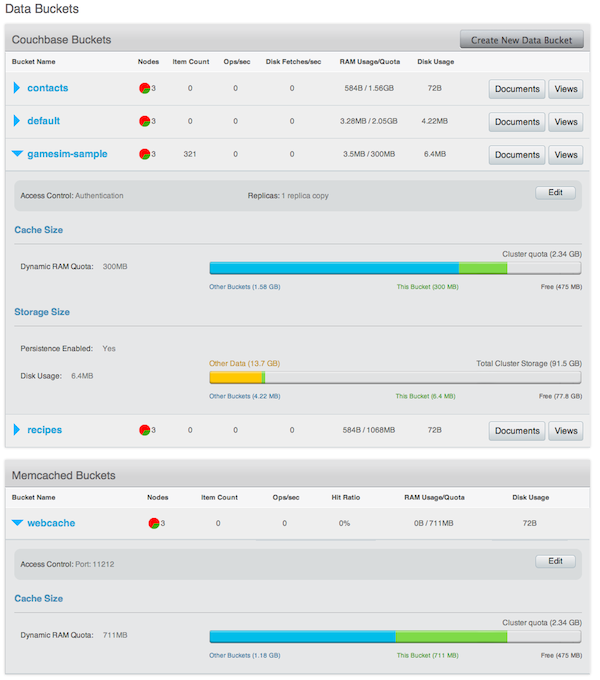 Data Buckets
Couchbase Buckets Create New Data Bucket
Bucket Name Nodes Item Count Ops/sec Disk Fetches/sec RAM Usage/Quota Disk Usage
contacts 3 0 0 0 584B / 1.56GB 72B Documents Views
default 3 0 0 0 3.28MB / 2.05GB 4.22MB Documents Views
gamesim-sample 3 321 0 0 3.5MB / 300MB 6.4MB Documents Views
Access Control: Authentication Replicas: 1 replica copy Edit
Cache Size
Cluster quota (2.34 GB)
Dynamic RAM Quota: 300MB
Other Buckets (1.58 GB) This Bucket (300 MB) Free (475 MB)
Storage Size
Persistence Enabled: Yes
Other Data (13.7 GB) Total Cluster Storage (91.5 GB)
Disk Usage: 6.4MB
Other Buckets (4.22 MB) This Bucket (6.4 MB) Free (77.8 GB)
recipes 3 0 0 0 584B / 1068MB 72B Documents Views
Memcached Buckets
Bucket Name Nodes Item Count Ops/sec Hit Ratio RAM Usage/Quota Disk Usage
webcache 3 0 0 0% 0B / 711MB 72B
Access Control: Port: 11212 Edit
Cache Size
Cluster quota (2.34 GB)
Dynamic RAM Quota: 711MB
Other Buckets (1.18 GB) This Bucket (711 MB) Free (475 MB)